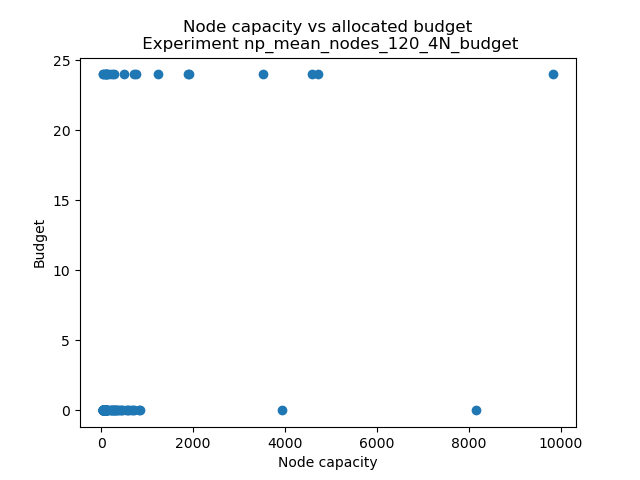 Node capacity vs allocated budget
Experiment np_mean_nodes_120_4N_budget
25
20
15
10
5
0
Budget
0 2000 4000 6000 8000 10000
Node capacity